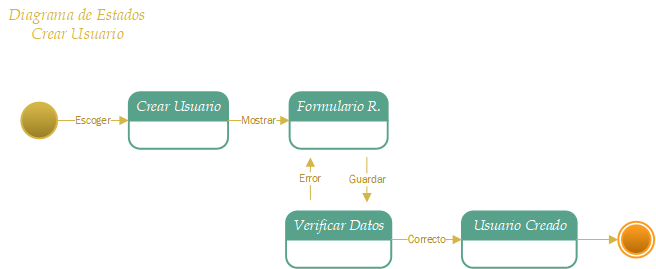 Diagrama de Estados
Crear Usuario
Escoger
Crear Usuario
Mostrar
Formulario R.
Error
Guardar
Verificar Datos
Correcto
Usuario Creado